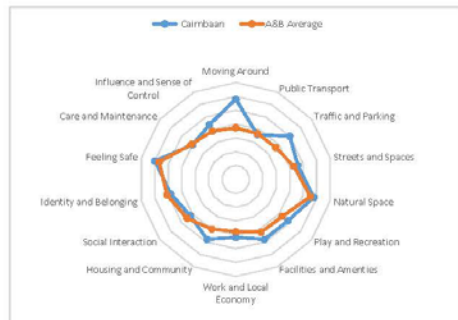 Cairnbaan
A&B Average
Moving Around
Influence and Sense of
Control
Public Transport
Care and Maintenance
Traffic and Parking
Feeling Safe
Streets and Spaces
Identity and Belonging
Natural Space
Social Interaction
Play and Recreation
Housing and Community
Facilities and Amenties
Work and Local
Economy